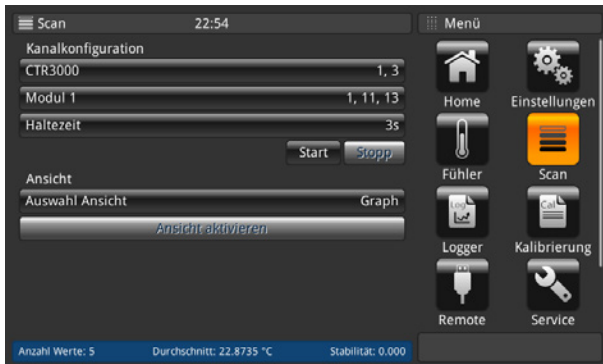 Scan 22:54
Kanalkonfiguration
CTR3000 1, 3
Modul 1 1, 11, 13
Haltezeit 3s
Start Stopp
Ansicht
Auswahl Ansicht Graph
Ansicht aktivieren
Anzahl Werte: 5 Durchschnitt: 22.8735 °C Stabilität: 0.000
Menü
Home Einstellungen
Fühler Scan
Log Cal
Logger Kalibrierung
Remote Service